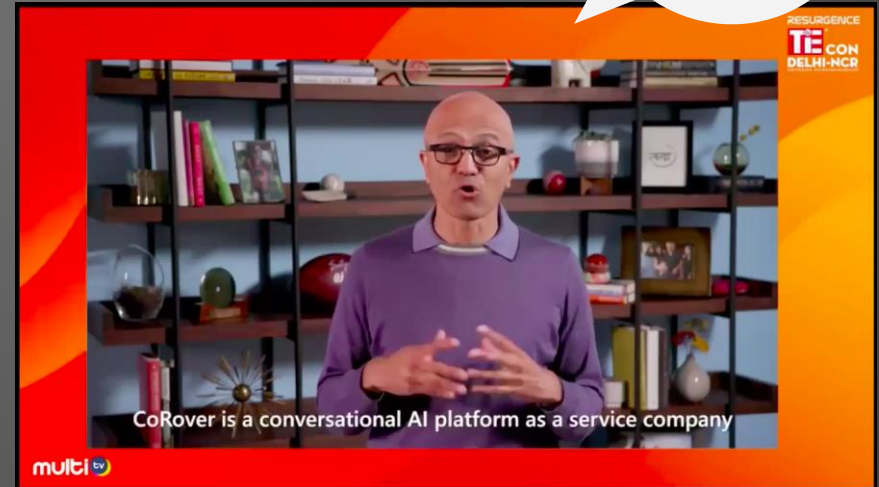 RESURGENCE
TiE CON
DELHI-NCR
CoRover is a conversational AI platform as a service company
multi tv